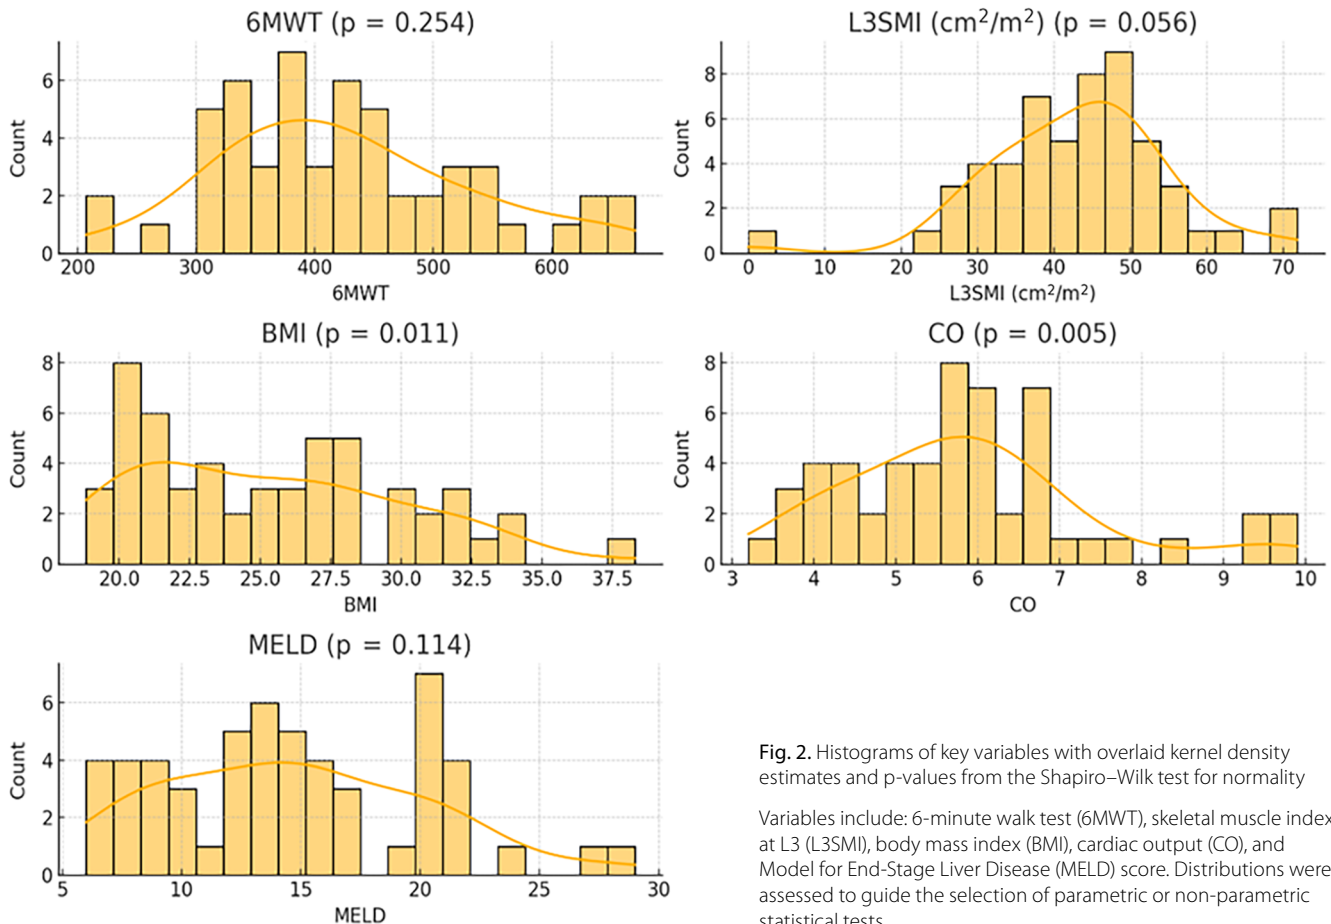 6MWT (p = 0.254)
Count
6
4
2
0
200 300 400 500 600
6MWT
L3SMI (cm²/m²) (p = 0.056)
Count
8
6
4
2
0
0 10 20 30 40 50 60 70
L3SMI (cm²/m²)
BMI (p = 0.011)
Count
8
6
4
2
0
20.0 22.5 25.0 27.5 30.0 32.5 35.0 37.5
BMI
CO (p = 0.005)
Count
8
6
4
2
0
3 4 5 6 7 8 9 10
CO
MELD (p = 0.114)
Count
6
4
2
0
5 10 15 20 25 30
MELD
Fig. 2. Histograms of key variables with overlaid kernel density
estimates and p-values from the Shapiro–Wilk test for normality
Variables include: 6-minute walk test (6MWT), skeletal muscle index
at L3 (L3SMI), body mass index (BMI), cardiac output (CO), and
Model for End-Stage Liver Disease (MELD) score. Distributions were
assessed to guide the selection of parametric or non-parametric
statistical tests